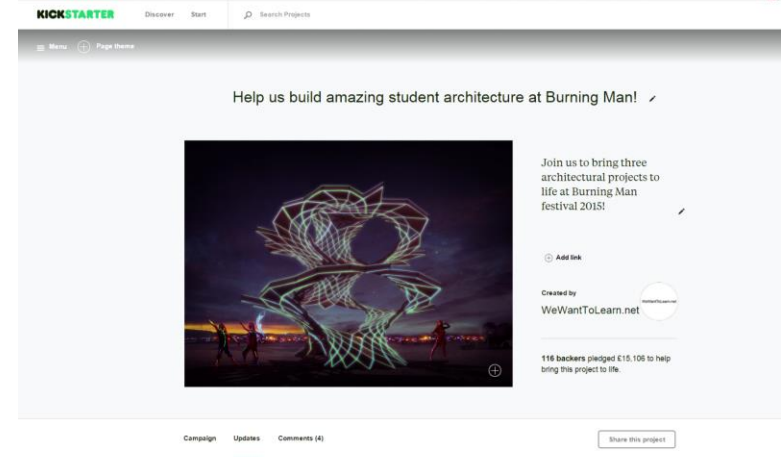 KICKSTARTER Discover Start Search Projects
Menu Page theme
Help us build amazing student architecture at Burning Man!
Join us to bring three
architectural projects to
life at Burning Man
festival 2015!
Add link
Created by
WeWantToLearn.net
WeWantToLearn.net
116 backers pledged £15,106 to help
bring this project to life.
Campaign Updates Comments (4) Share this project